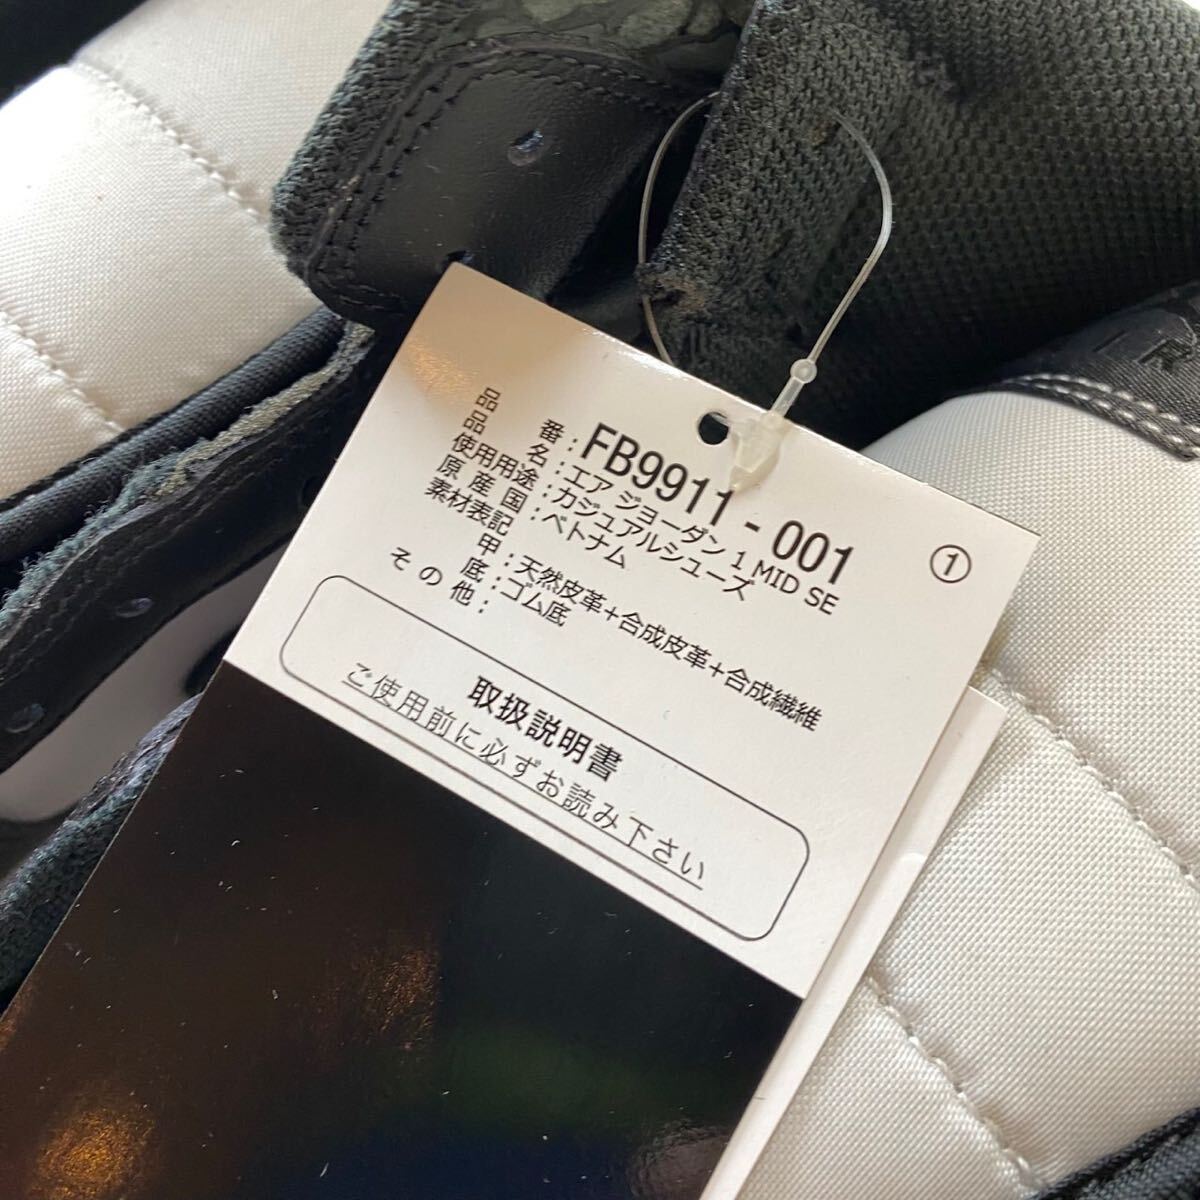 品番: FB9911-001
品名: エア ジョーダン 1 MID SE
使用用途: カジュアルシューズ
原産国: ベトナム
素材表記
甲: 天然皮革+合成皮革+合成繊維
底: ゴム底
その他:
①
取扱説明書
ご使用前に必ずお読み下さい